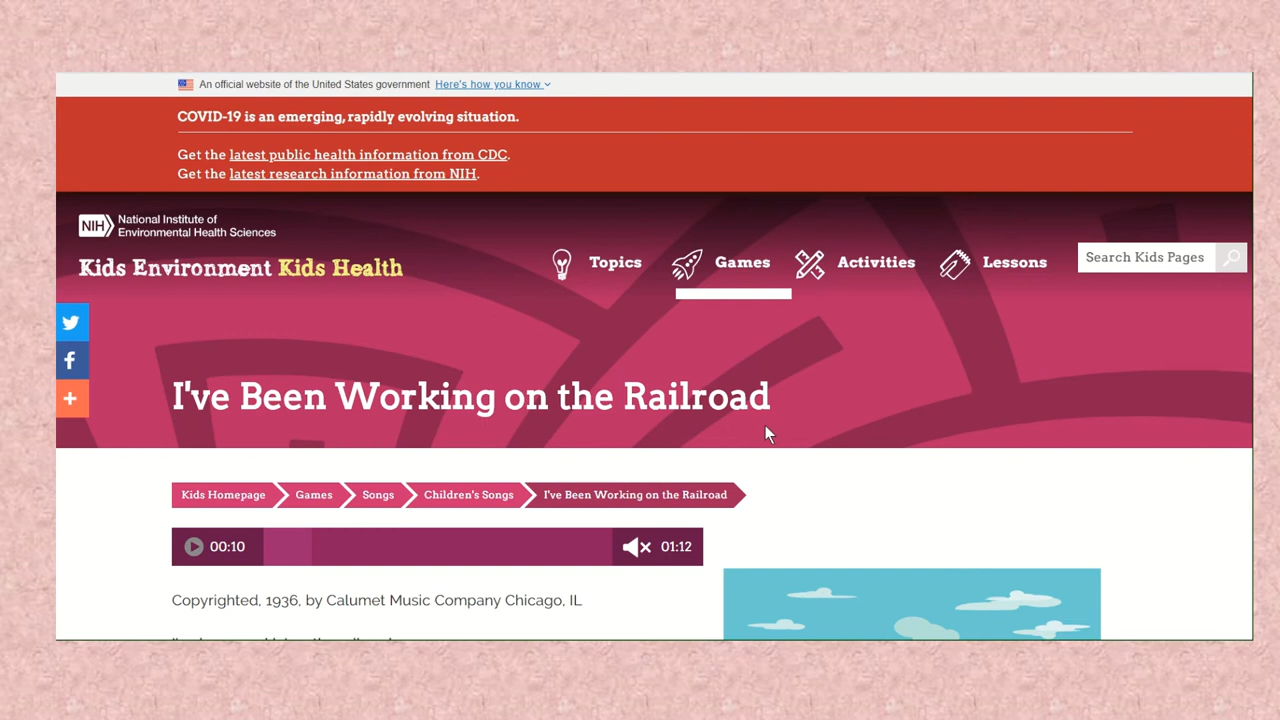 An official website of the United States government Here's how you know
COVID-19 is an emerging, rapidly evolving situation.
Get the latest public health information from CDC.
Get the latest research information from NIH.
NIH National Institute of
Environmental Health Sciences
Kids Environment Kids Health
Topics Games Activities Lessons Search Kids Pages
I've Been Working on the Railroad
Kids Homepage Games Songs Children's Songs I've Been Working on the Railroad
00:10 01:12
Copyrighted, 1936, by Calumet Music Company Chicago, IL